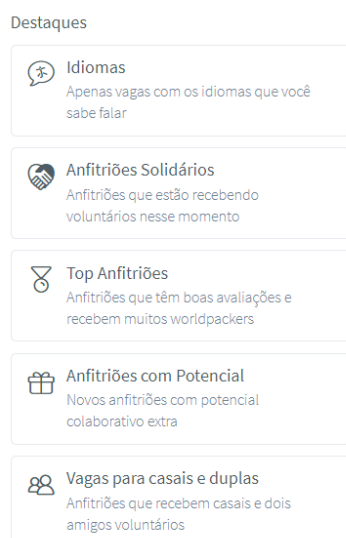 Destaques
Idiomas
Apenas vagas com os idiomas que você
sabe falar
Anfitriões Solidários
Anfitriões que estão recebendo
voluntários nesse momento
Top Anfitriões
Anfitriões que têm boas avaliações e
recebem muitos worldpackers
Anfitriões com Potencial
Novos anfitriões com potencial
colaborativo extra
Vagas para casais e duplas
Anfitriões que recebem casais e dois
amigos voluntários